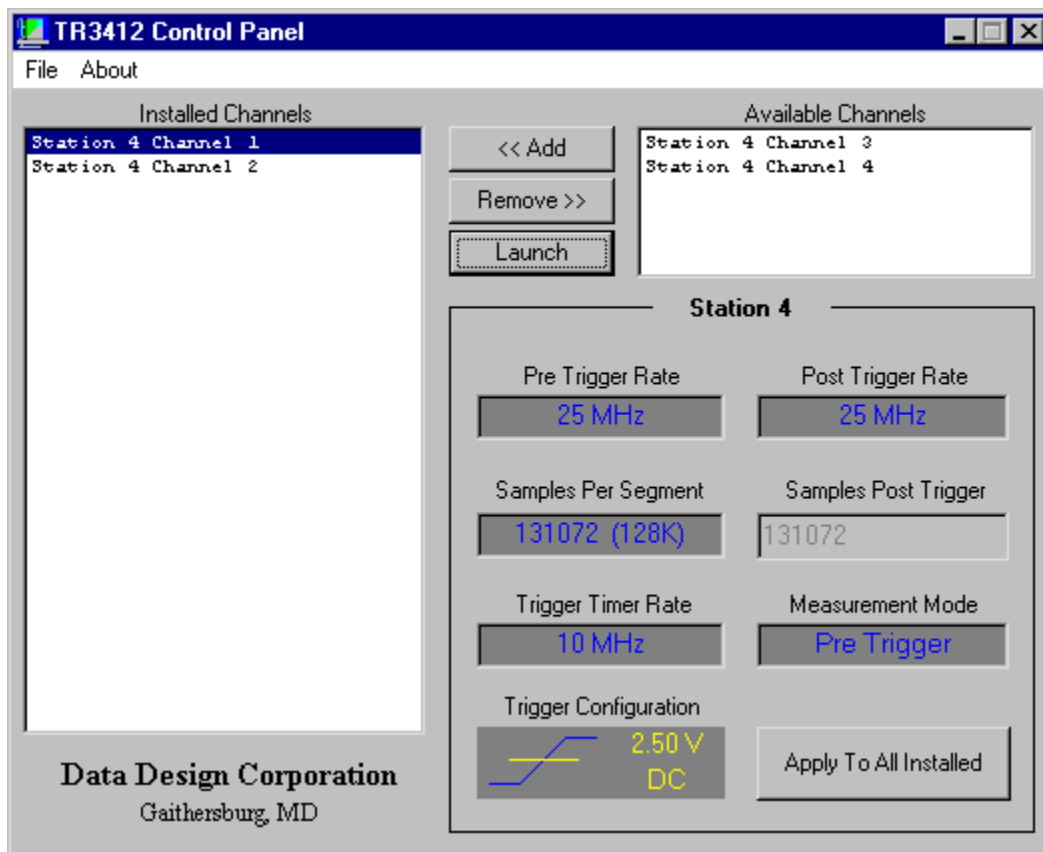 TR3412 Control Panel
File About
Installed Channels
Station 4 Channel 1
Station 4 Channel 2
<< Add
Remove >>
Launch
Available Channels
Station 4 Channel 3
Station 4 Channel 4
Station 4
Pre Trigger Rate
25 MHz
Post Trigger Rate
25 MHz
Samples Per Segment
131072 (128K)
Samples Post Trigger
131072
Trigger Timer Rate
10 MHz
Measurement Mode
Pre Trigger
Trigger Configuration
2.50 V
DC
Apply To All Installed
Data Design Corporation
Gaithersburg, MD